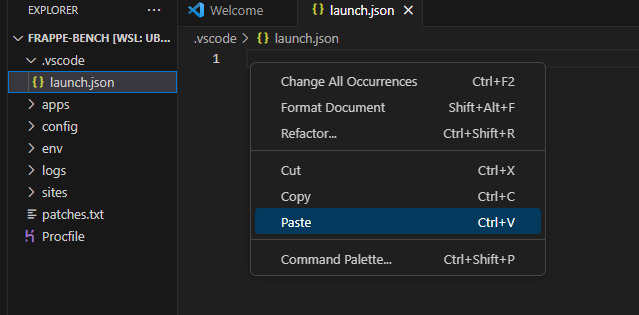 EXPLORER ...
Welcome
{} launch.json ×
FRAPPE-BENCH [WSL: UB...
.vscode > {} launch.json
.vscode
1
{} launch.json
apps
config
env
logs
sites
patches.txt
Procfile
Change All Occurrences Ctrl+F2
Format Document Shift+Alt+F
Refactor... Ctrl+Shift+R
Cut Ctrl+X
Copy Ctrl+C
Paste Ctrl+V
Command Palette... Ctrl+Shift+P